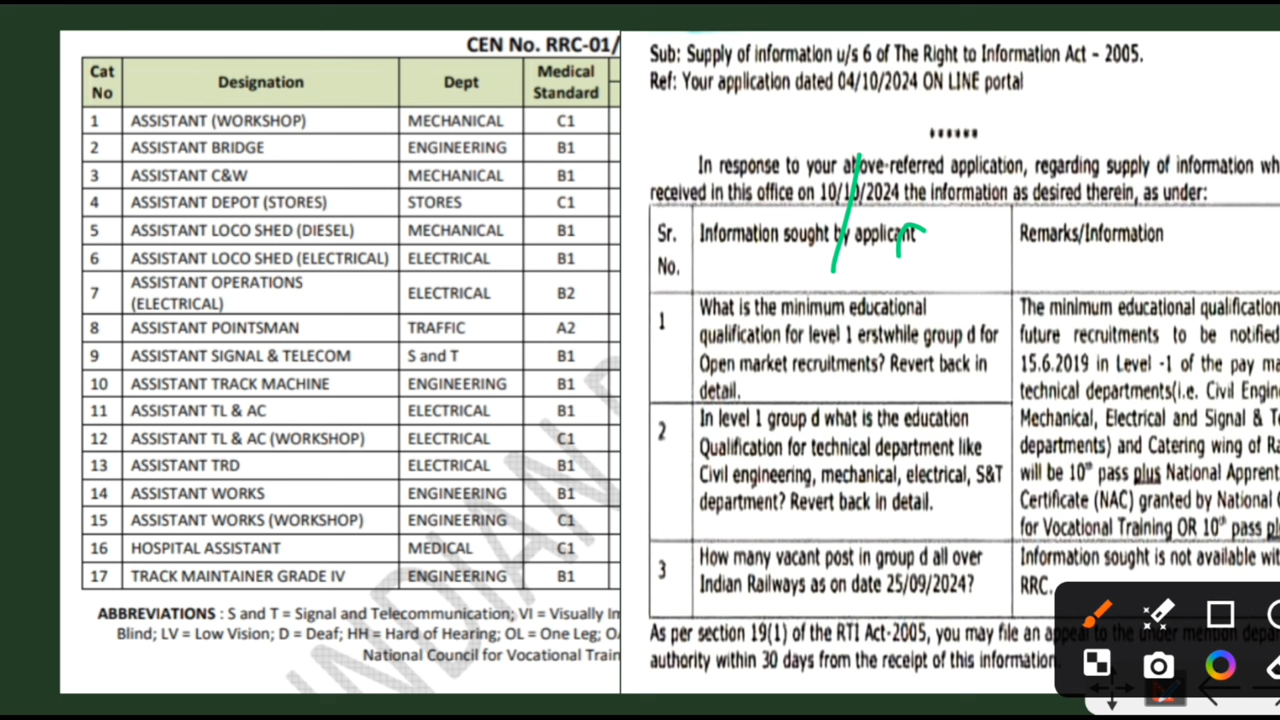 CEN No. RRC-01/
Cat No Designation Dept Medical Standard
1 ASSISTANT (WORKSHOP) MECHANICAL C1
2 ASSISTANT BRIDGE ENGINEERING B1
3 ASSISTANT C&W MECHANICAL B1
4 ASSISTANT DEPOT (STORES) STORES C1
5 ASSISTANT LOCO SHED (DIESEL) MECHANICAL B1
6 ASSISTANT LOCO SHED (ELECTRICAL) ELECTRICAL B1
7 ASSISTANT OPERATIONS (ELECTRICAL) ELECTRICAL B2
8 ASSISTANT POINTSMAN TRAFFIC A2
9 ASSISTANT SIGNAL & TELECOM S and T B1
10 ASSISTANT TRACK MACHINE ENGINEERING B1
11 ASSISTANT TL & AC ELECTRICAL B1
12 ASSISTANT TL & AC (WORKSHOP) ELECTRICAL C1
13 ASSISTANT TRD ELECTRICAL B1
14 ASSISTANT WORKS ENGINEERING B1
15 ASSISTANT WORKS (WORKSHOP) ENGINEERING C1
16 HOSPITAL ASSISTANT MEDICAL C1
17 TRACK MAINTAINER GRADE IV ENGINEERING B1
ABBREVIATIONS : S and T = Signal and Telecommunication; VI = Visually
Blind; LV = Low Vision; D = Deaf; HH = Hard of Hearing; OL = One Leg;
National Council for Vocational
INDIAN
Sub: Supply of information u/s 6 of The Right to Information Act – 2005.
Ref: Your application dated 04/10/2024 ON LINE portal
******
In response to your above-referred application, regarding supply of information
received in this office on 10/10/2024 the information as desired therein, as under:
Sr. No. Information sought by applicant Remarks/Information
1 What is the minimum educational
qualification for level 1 erstwhile group d for
Open market recruitments? Revert back in
detail.
2 In level 1 group d what is the education
Qualification for technical department like
Civil engineering, mechanical, electrical, S&T
department? Revert back in detail.
The minimum educational qualification
future recruitments to be notified
15.6.2019 in Level -1 of the pay
technical departments(i.e. Civil
Mechanical, Electrical and Signal &
departments) and Catering wing of
will be 10th pass plus National
Certificate (NAC) granted by National
for Vocational Training OR 10th pass
3 How many vacant post in group d all over
Indian Railways as on date 25/09/2024?
Information sought is not available
RRC.
As per section 19(1) of the RTI Act-2005, you may file an appeal to the under mention
authority within 30 days from the receipt of this information.